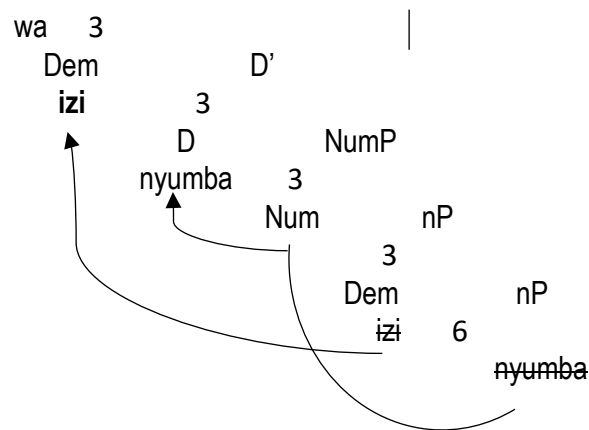 wa 3
Dem D’
izi 3
D NumP
nyumba 3
Num nP
3
Dem nP
izi 6
nyumba